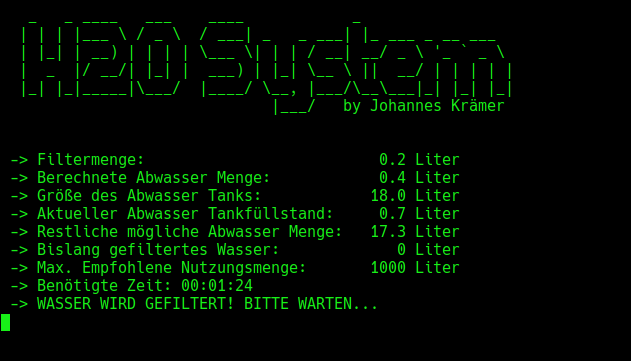 H2O System
by Johannes Krämer
-> Filtermenge: 0.2 Liter
-> Berechnete Abwasser Menge: 0.4 Liter
-> Größe des Abwasser Tanks: 18.0 Liter
-> Aktueller Abwasser Tankfüllstand: 0.7 Liter
-> Restliche mögliche Abwasser Menge: 17.3 Liter
-> Bislang gefiltertes Wasser: 0 Liter
-> Max. Empfohlene Nutzungsmenge: 1000 Liter
-> Benötigte Zeit: 00:01:24
-> WASSER WIRD GEFILTERT! BITTE WARTEN...